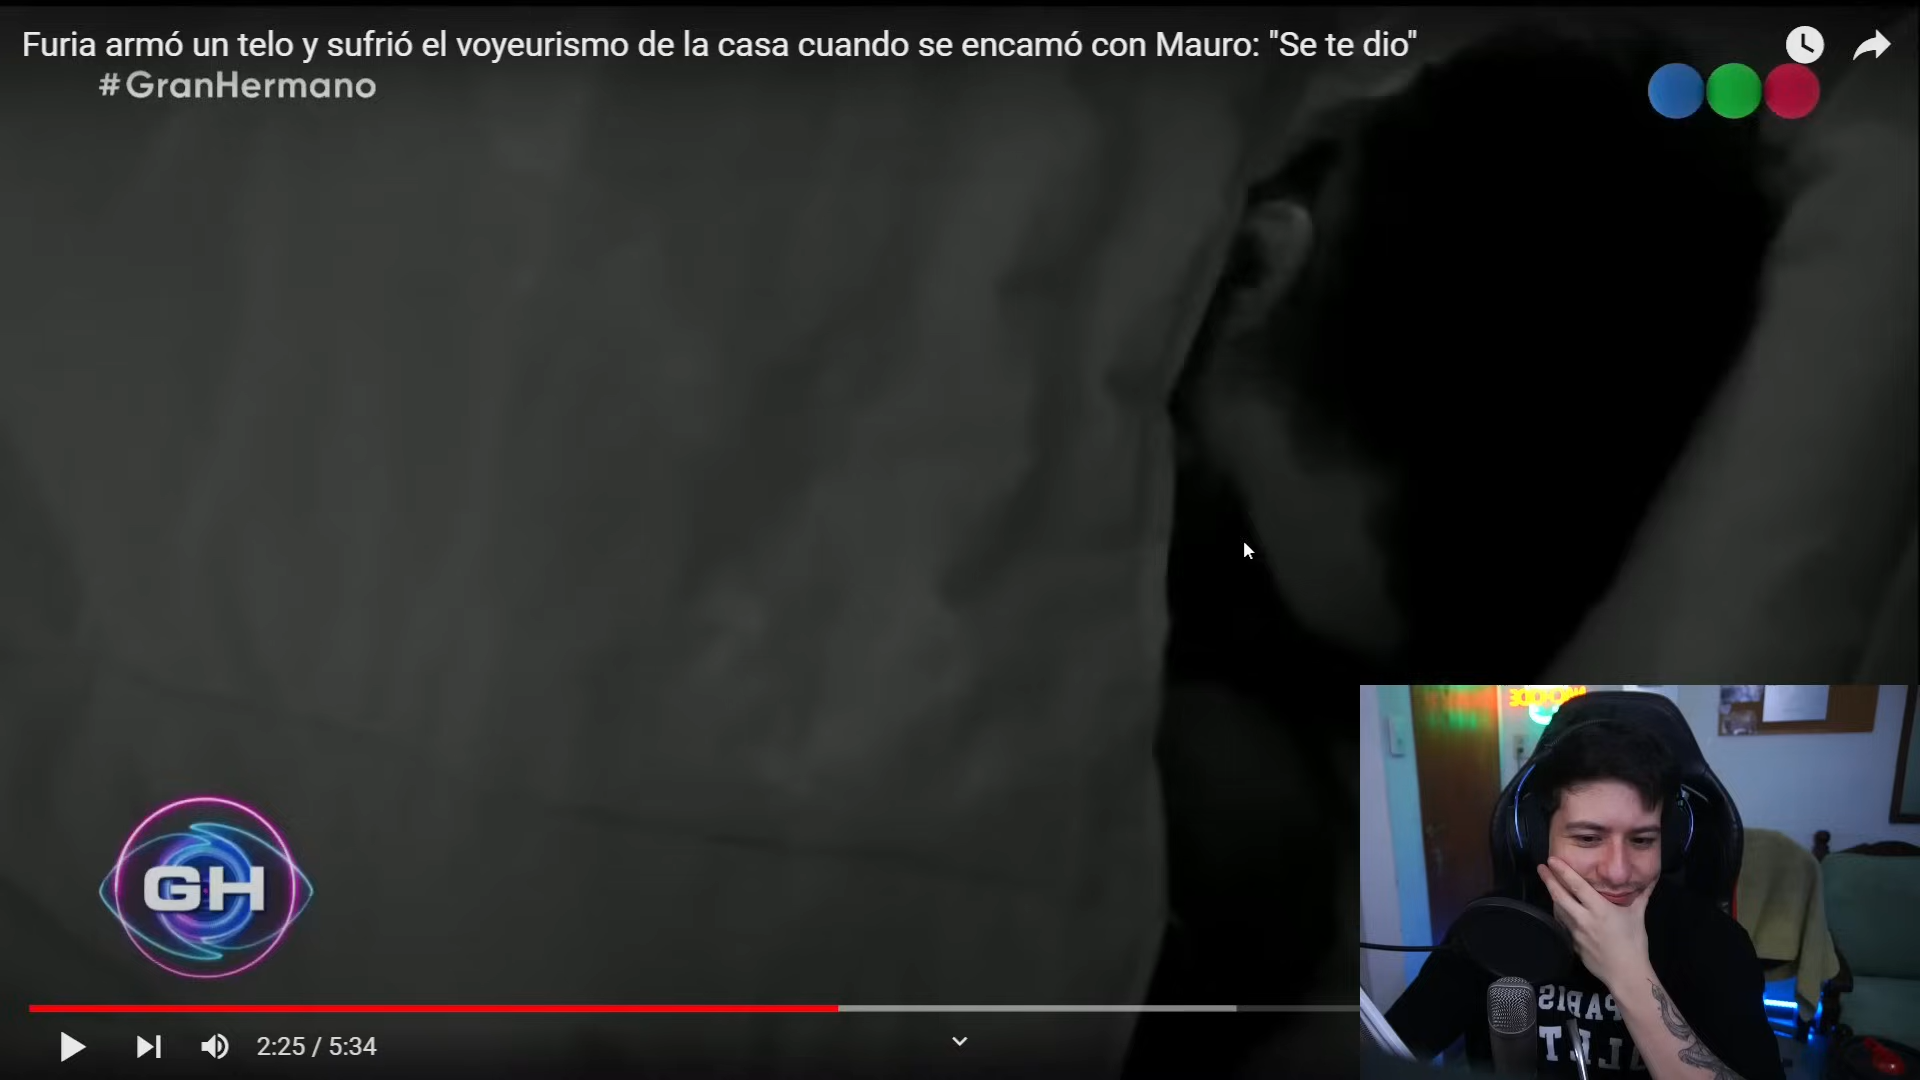 Furia armó un telo y sufrió el voyeurismo de la casa cuando se encamó con Mauro: "Se te dio"
#GranHermano
GH
2:25 / 5:34